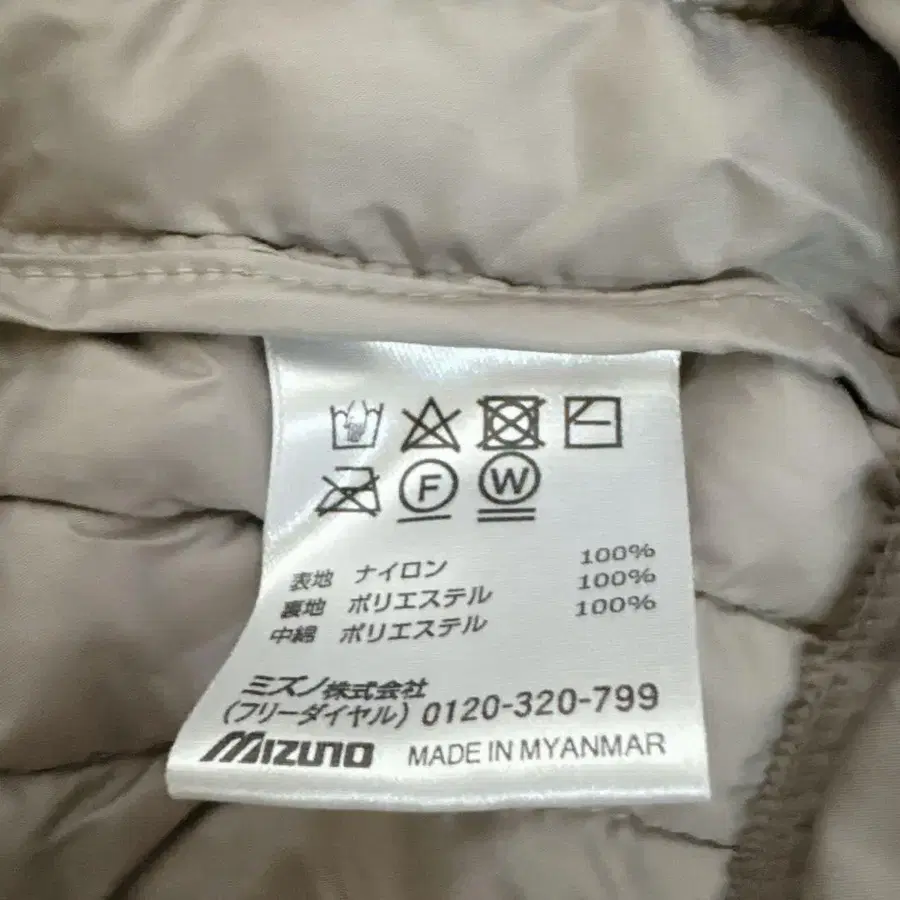 F W
表地 ナイロン 100%
裏地 ポリエステル 100%
中綿 ポリエステル 100%
ミズノ株式会社
(フリーダイヤル) 0120-320-799
MIZUNO MADE IN MYANMAR